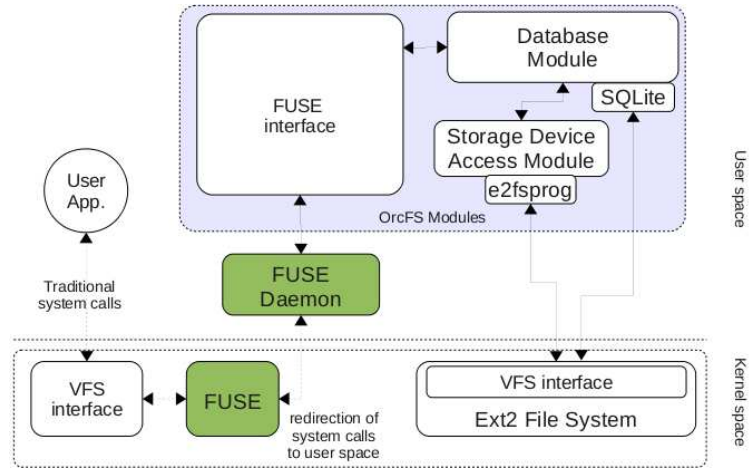 FUSE
interface
Database
Module
SQLite
Storage Device
Access Module
e2fsprog
OrcFS Modules
User space
User
App.
Traditional
system calls
FUSE
Daemon
VFS
interface
FUSE
redirection of
system calls
to user space
VFS interface
Ext2 File System
Kernel space